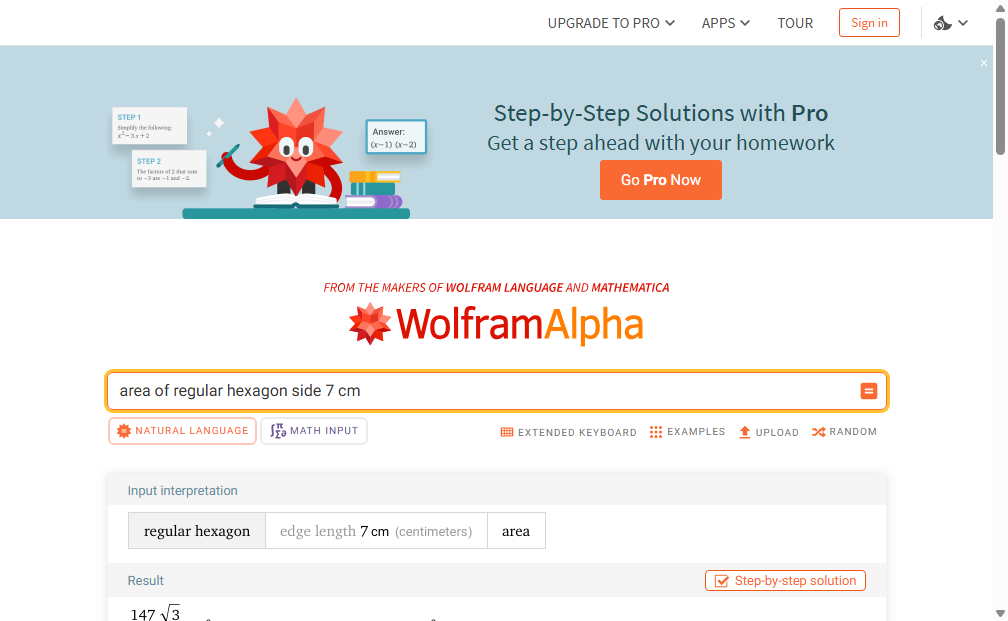 UPGRADE TO PRO APPS TOUR Sign in
STEP 1
Simplify the following:
x² − 3 x + 2
STEP 2
The factors of 2 that sum
to −3 are −1 and −2.
Answer:
(x−1) (x−2)
Step-by-Step Solutions with Pro
Get a step ahead with your homework
Go Pro Now
FROM THE MAKERS OF WOLFRAM LANGUAGE AND MATHEMATICA
WolframAlpha
area of regular hexagon side 7 cm
NATURAL LANGUAGE MATH INPUT EXTENDED KEYBOARD EXAMPLES UPLOAD RANDOM
Input interpretation
regular hexagon edge length 7 cm (centimeters) area
Result Step-by-step solution
147 √3